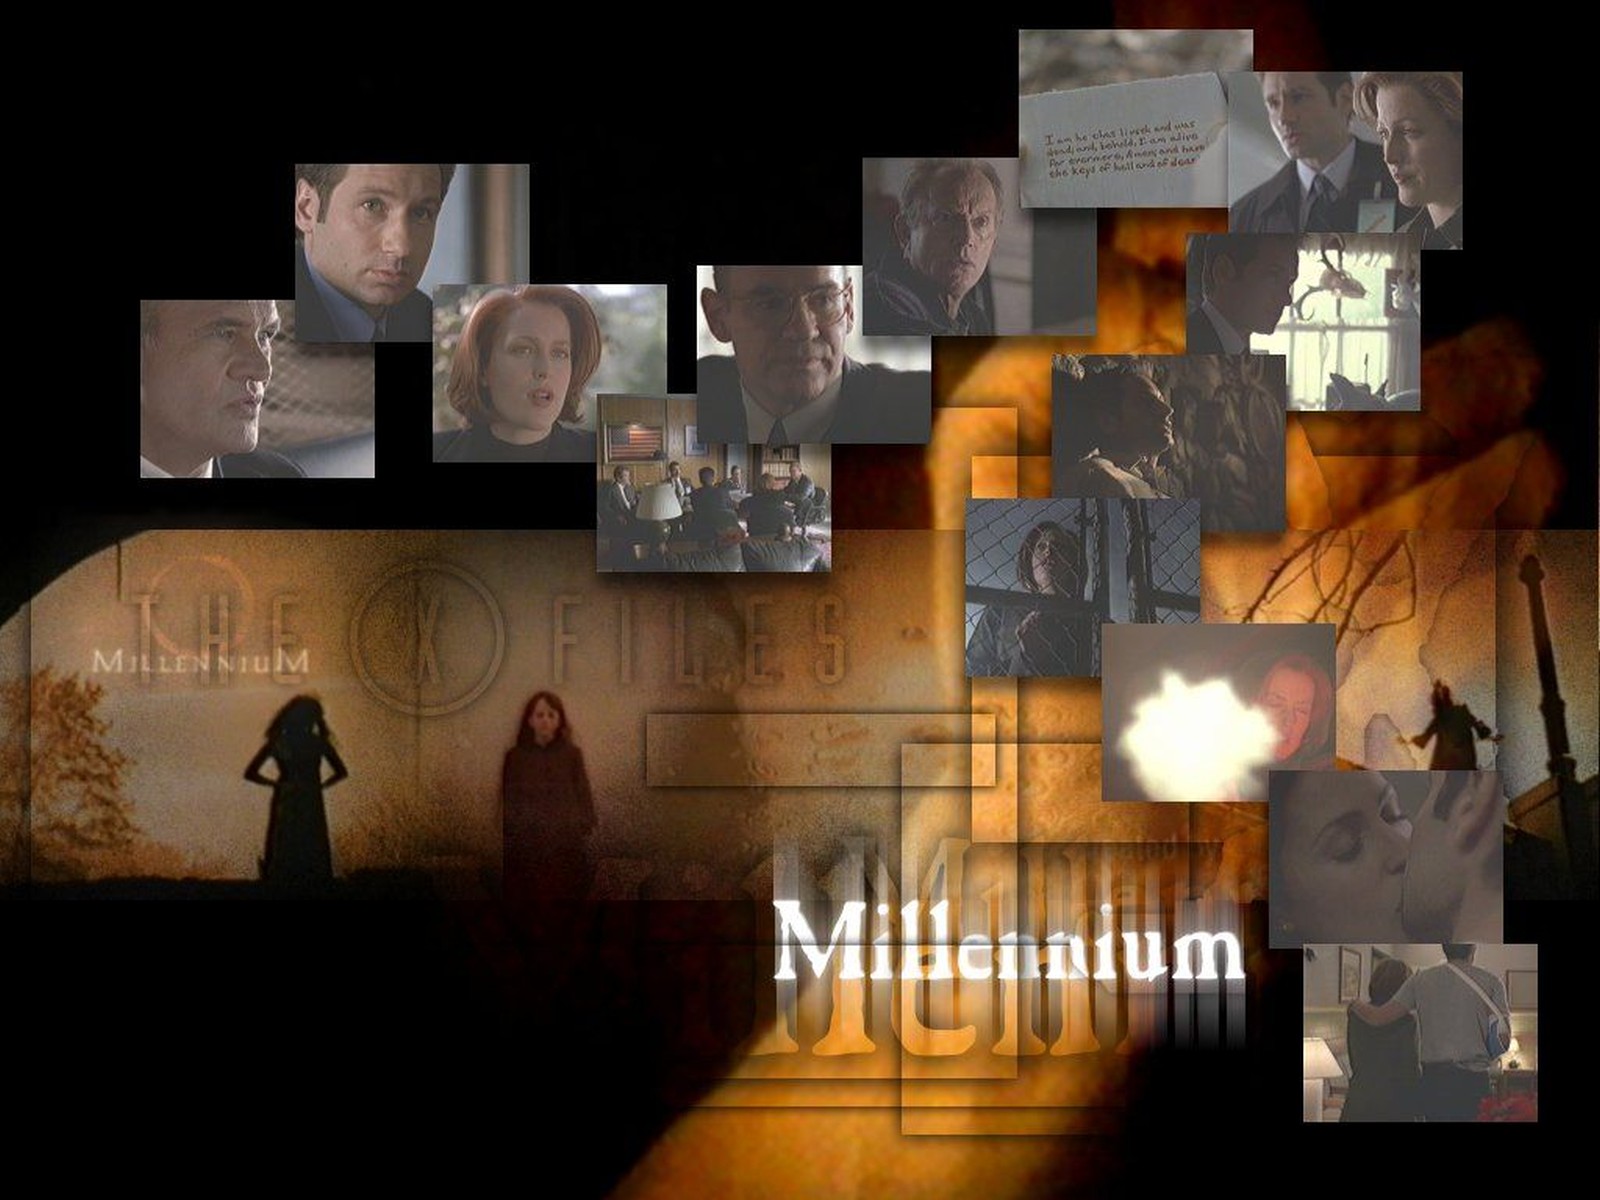 I am he that liveth and was
dead; and, behold, I am alive
for evermore, Amen; and have
the keys of hell and of dear
THE X FILES
MILLENNIUM
Millennium